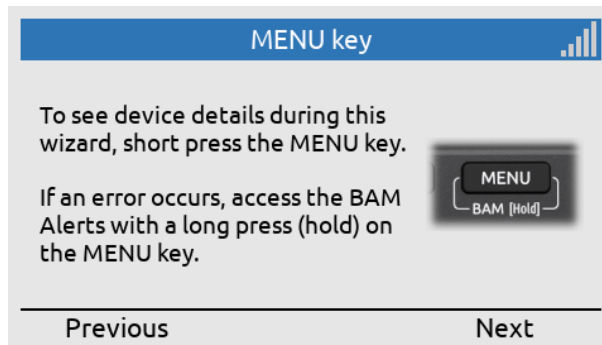 MENU key
To see device details during this
wizard, short press the MENU key.
If an error occurs, access the BAM
Alerts with a long press (hold) on
the MENU key.
MENU
BAM [Hold]
Previous
Next